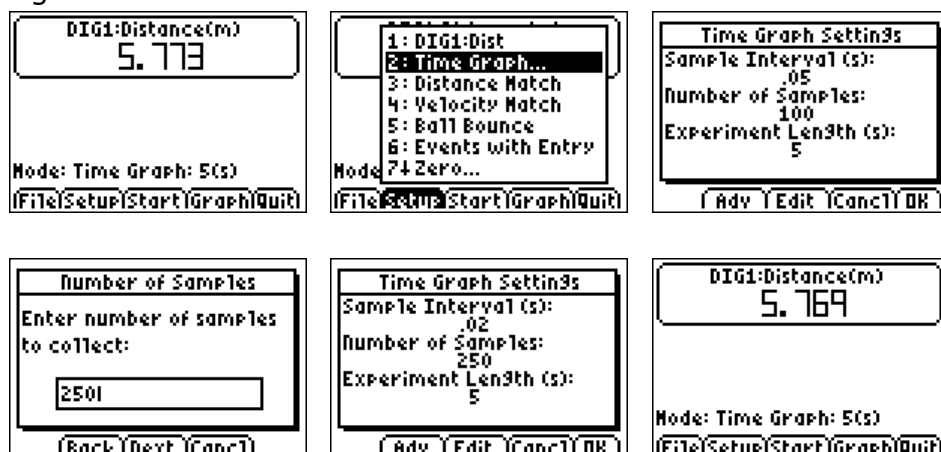 DIG1:Distance(m)
5.773
Mode: Time Graph: 5(s)
File Setup Start Graph Quit
1: DIG1:Dist
2: Time Graph...
3: Distance Match
4: Velocity Match
5: Ball Bounce
6: Events with Entry
7↓Zero...
Mode
File Setup Start Graph Quit
Time Graph Settings
Sample Interval (s):
.05
Number of Samples:
100
Experiment Length (s):
5
Adv Edit Cancl OK
Number of Samples
Enter number of samples
to collect:
250
Back Next Cancl
Time Graph Settings
Sample Interval (s):
.02
Number of Samples:
250
Experiment Length (s):
5
Adv Edit Cancl OK
DIG1:Distance(m)
5.769
Mode: Time Graph: 5(s)
File Setup Start Graph Quit